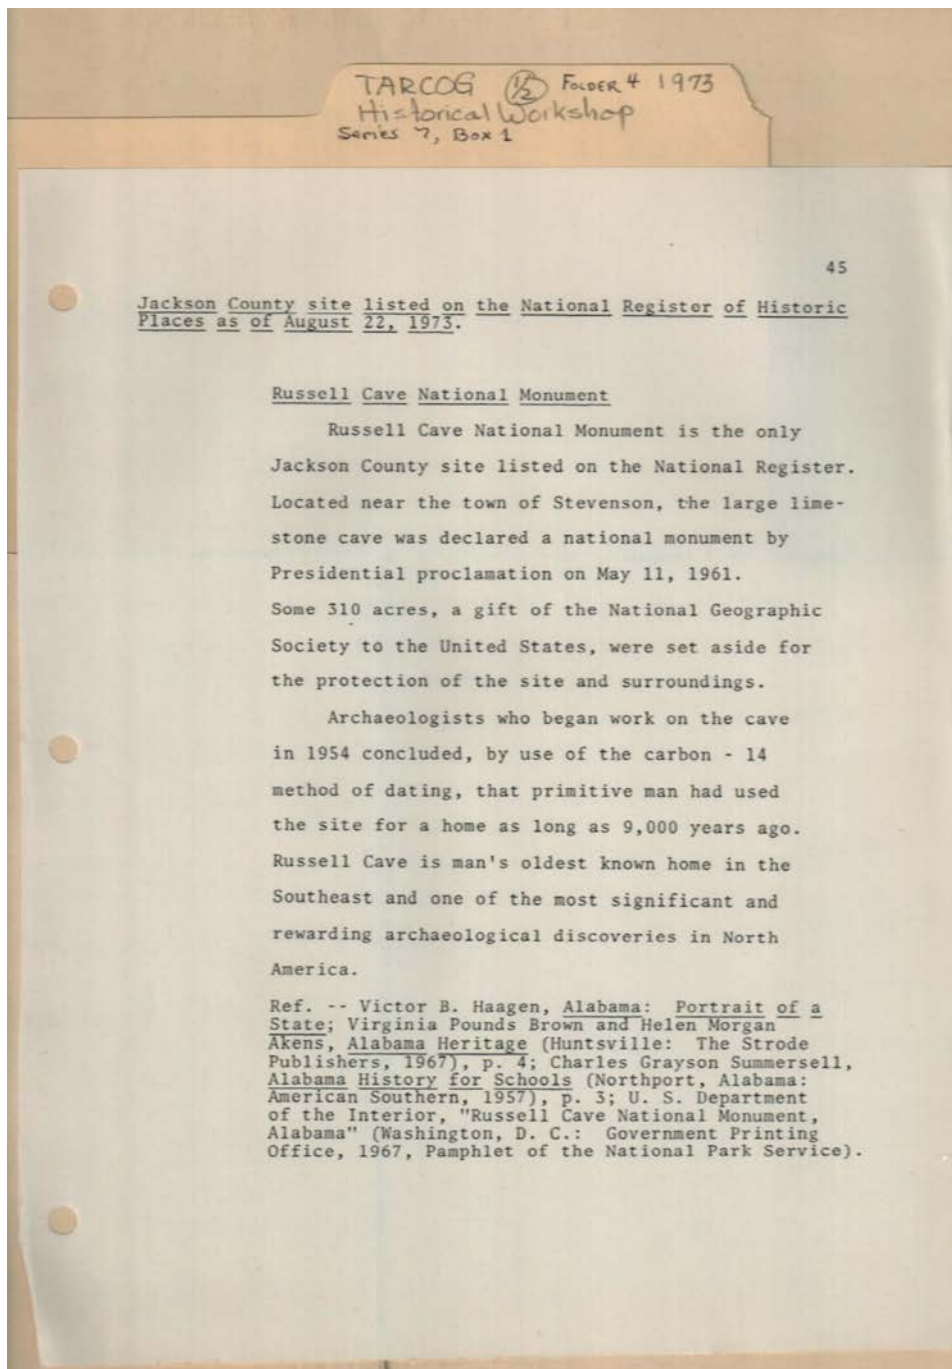 TARCOG 1/2 FOLDER 4 1973
Historical Workshop
Series 7, Box 1
45
Jackson County site listed on the National Register of Historic
Places as of August 22, 1973.
Russell Cave National Monument
Russell Cave National Monument is the only
Jackson County site listed on the National Register.
Located near the town of Stevenson, the large lime-
stone cave was declared a national monument by
Presidential proclamation on May 11, 1961.
Some 310 acres, a gift of the National Geographic
Society to the United States, were set aside for
the protection of the site and surroundings.
Archaeologists who began work on the cave
in 1954 concluded, by use of the carbon - 14
method of dating, that primitive man had used
the site for a home as long as 9,000 years ago.
Russell Cave is man's oldest known home in the
Southeast and one of the most significant and
rewarding archaeological discoveries in North
America.
Ref. -- Victor B. Haagen, Alabama: Portrait of a
State; Virginia Pounds Brown and Helen Morgan
Akens, Alabama Heritage (Huntsville: The Strode
Publishers, 1967), p. 4; Charles Grayson Summersell,
Alabama History for Schools (Northport, Alabama:
American Southern, 1957), p. 3; U. S. Department
of the Interior, "Russell Cave National Monument,
Alabama" (Washington, D. C.: Government Printing
Office, 1967, Pamphlet of the National Park Service).